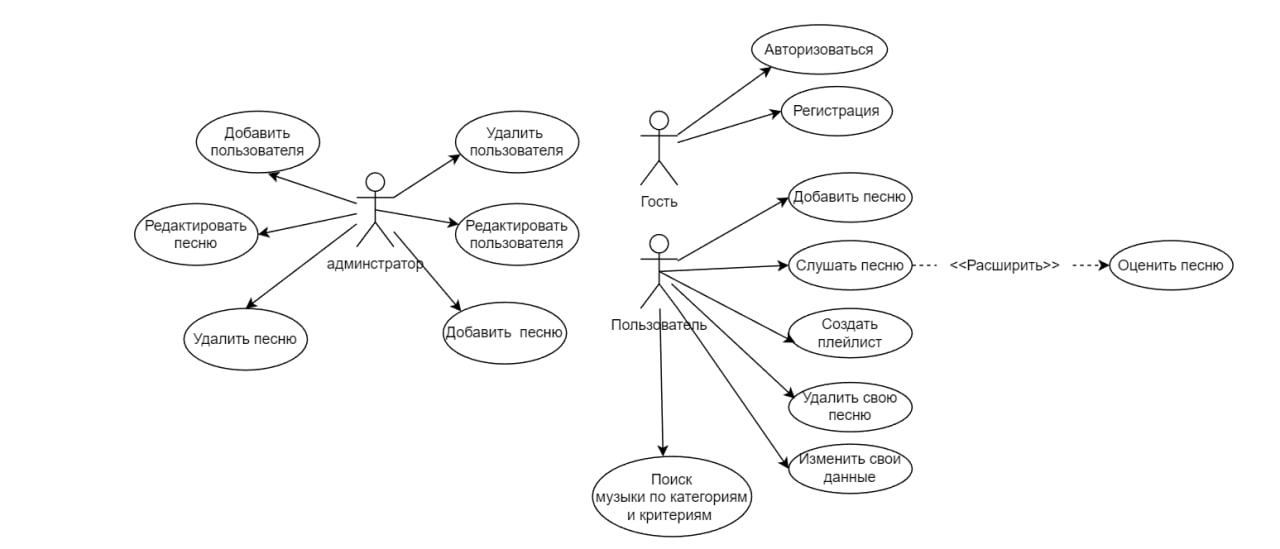 Авторизоваться
Регистрация
Гость
Добавить
пользователя
Удалить
пользователя
Редактировать
песню
Редактировать
пользователя
админстратор
Удалить песню
Добавить песню
Добавить песню
Слушать песню
<<Расширить>>
Оценить песню
Пользователь
Создать
плейлист
Удалить свою
песню
Изменить свои
данные
Поиск
музыки по категориям
и критериям